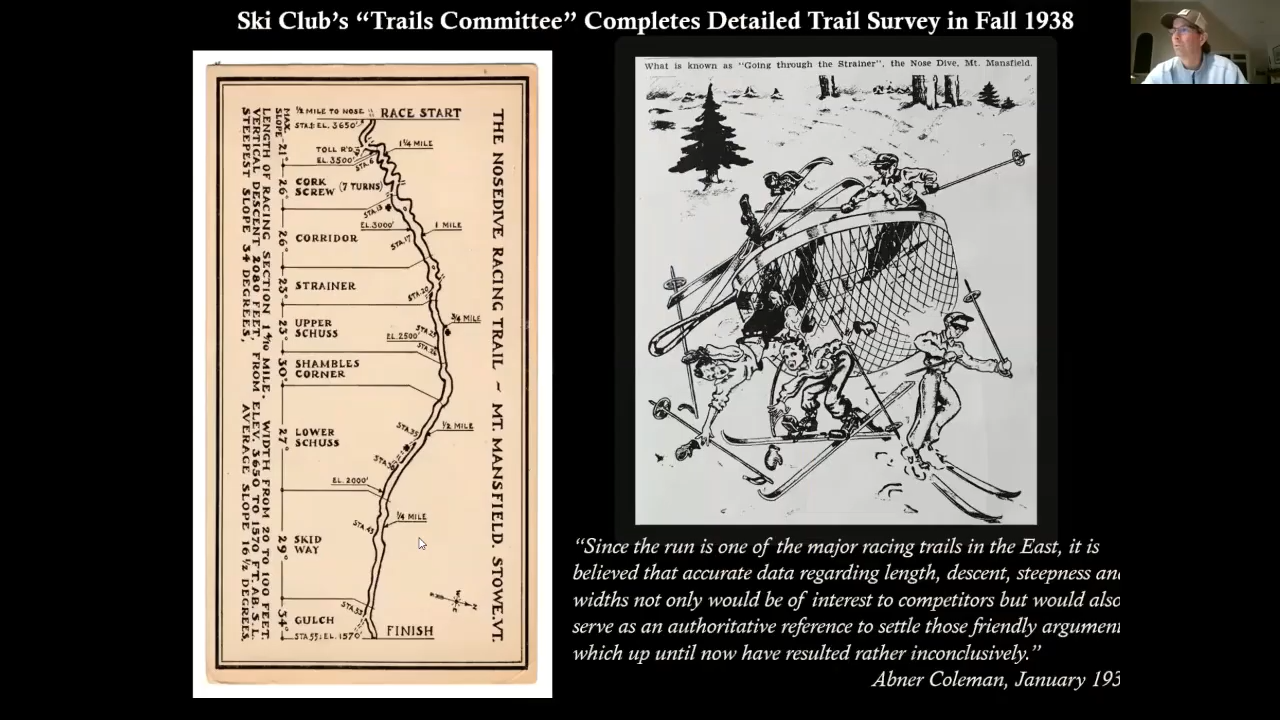 Ski Club's “Trails Committee” Completes Detailed Trail Survey in Fall 1938
THE NOSEDIVE RACING TRAIL ~ MT. MANSFIELD. STOWE, VT.
½ MILE TO NOSE
RACE START
STA.1: EL. 3650'
TOLL R'D.
1¼ MILE
EL. 3500'
STA. 6
CORK
SCREW (7 TURNS)
STA. 13
EL. 3000'
1 MILE
STA. 17
CORRIDOR
STRAINER
STA. 20
¾ MILE
UPPER
SCHUSS
EL. 2500'
SHAMBLES
CORNER
½ MILE
STA. 35
LOWER
SCHUSS
EL. 2000'
¼ MILE
STA. 45
SKID
WAY
STA. 53
GULCH
FINISH
STA. 55: EL. 1570'
MAX. SLOPE 21° 26° 26° 23° 23° 30° 27° 29° 34°
LENGTH OF RACING SECTION 1 4/10 MILE. WIDTH FROM 20 TO 100 FEET.
VERTICAL DESCENT 2080 FEET, FROM ELEV. 3650 TO 1570 FT. AB. S.L.
STEEPEST SLOPE 34 DEGREES, AVERAGE SLOPE 16½ DEGREES.
What is known as "Going through the Strainer", the Nose Dive, Mt. Mansfield.
“Since the run is one of the major racing trails in the East, it is
believed that accurate data regarding length, descent, steepness and
widths not only would be of interest to competitors but would also
serve as an authoritative reference to settle those friendly argument
which up until now have resulted rather inconclusively.”
Abner Coleman, January 193